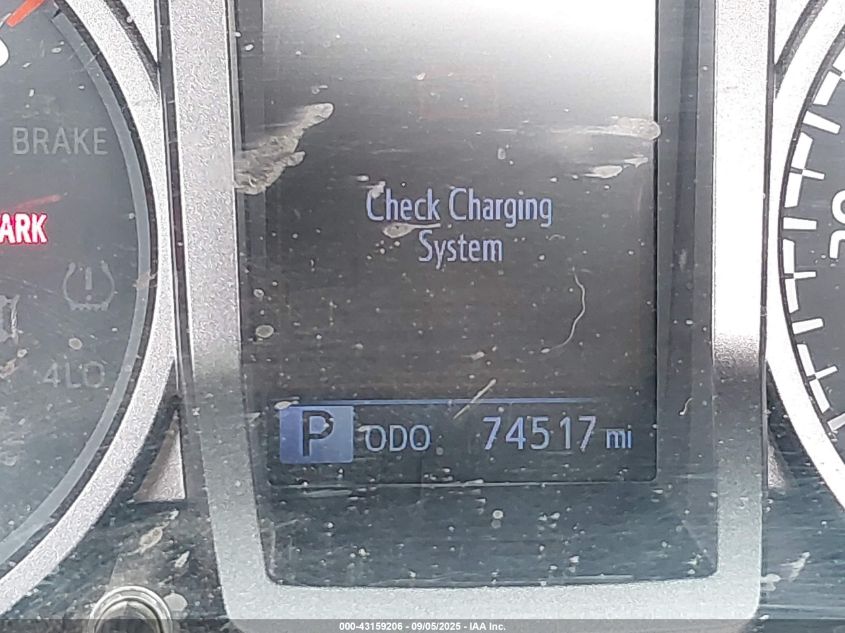 BRAKE
ARK
Check Charging
System
4LO
P ODO 74517 mi
000-43159206 - 09/05/2025 - IAA Inc.